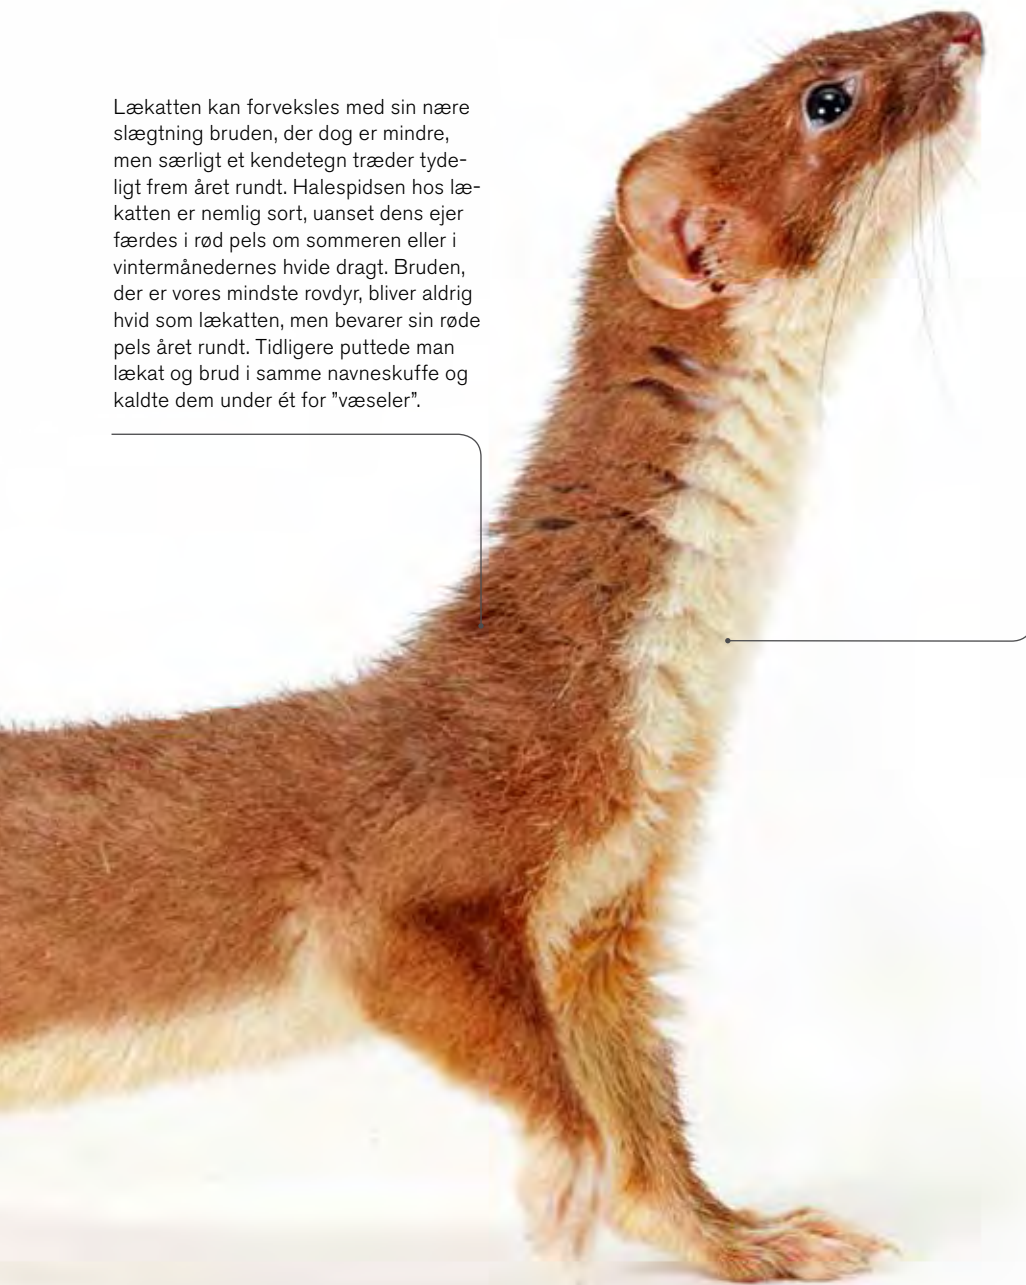 Lækatten kan forveksles med sin nære
slægtning bruden, der dog er mindre,
men særligt et kendetegn træder tyde-
ligt frem året rundt. Halespidsen hos læ-
katten er nemlig sort, uanset dens ejer
færdes i rød pels om sommeren eller i
vintermånedernes hvide dragt. Bruden,
der er vores mindste rovdyr, bliver aldrig
hvid som lækatten, men bevarer sin røde
pels året rundt. Tidligere puttede man
lækat og brud i samme navneskuffe og
kaldte dem under ét for "væseler".